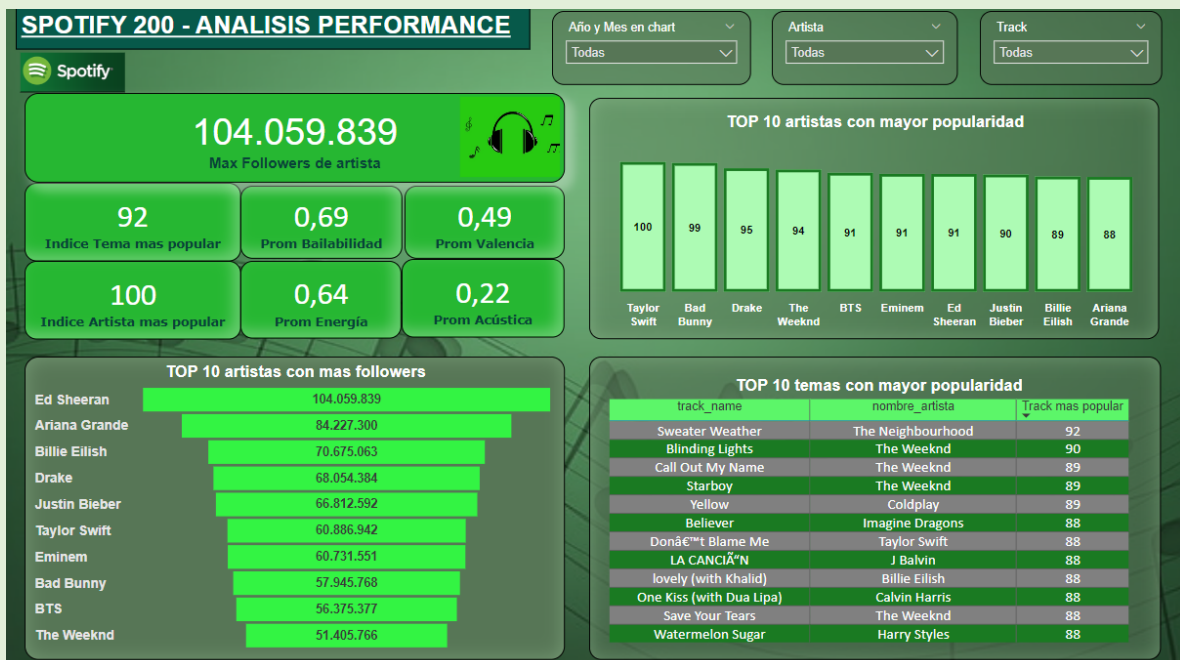 SPOTIFY 200 - ANALISIS PERFORMANCE
Spotify
Año y Mes en chart
Todas
Artista
Todas
Track
Todas
104.059.839
Max Followers de artista
92
Indice Tema mas popular
0,69
Prom Bailabilidad
0,49
Prom Valencia
100
Indice Artista mas popular
0,64
Prom Energía
0,22
Prom Acústica
TOP 10 artistas con mayor popularidad
100 99 95 94 91 91 91 90 89 88
Taylor Swift
Bad Bunny
Drake
The Weeknd
BTS
Eminem
Ed Sheeran
Justin Bieber
Billie Eilish
Ariana Grande
TOP 10 artistas con mas followers
Ed Sheeran 104.059.839
Ariana Grande 84.227.300
Billie Eilish 70.675.063
Drake 68.054.384
Justin Bieber 66.812.592
Taylor Swift 60.886.942
Eminem 60.731.551
Bad Bunny 57.945.768
BTS 56.375.377
The Weeknd 51.405.766
TOP 10 temas con mayor popularidad
track_name nombre_artista Track mas popular
Sweater Weather The Neighbourhood 92
Blinding Lights The Weeknd 90
Call Out My Name The Weeknd 89
Starboy The Weeknd 89
Yellow Coldplay 89
Believer Imagine Dragons 88
Donâ€™t Blame Me Taylor Swift 88
LA CANCIÃ“N J Balvin 88
lovely (with Khalid) Billie Eilish 88
One Kiss (with Dua Lipa) Calvin Harris 88
Save Your Tears The Weeknd 88
Watermelon Sugar Harry Styles 88